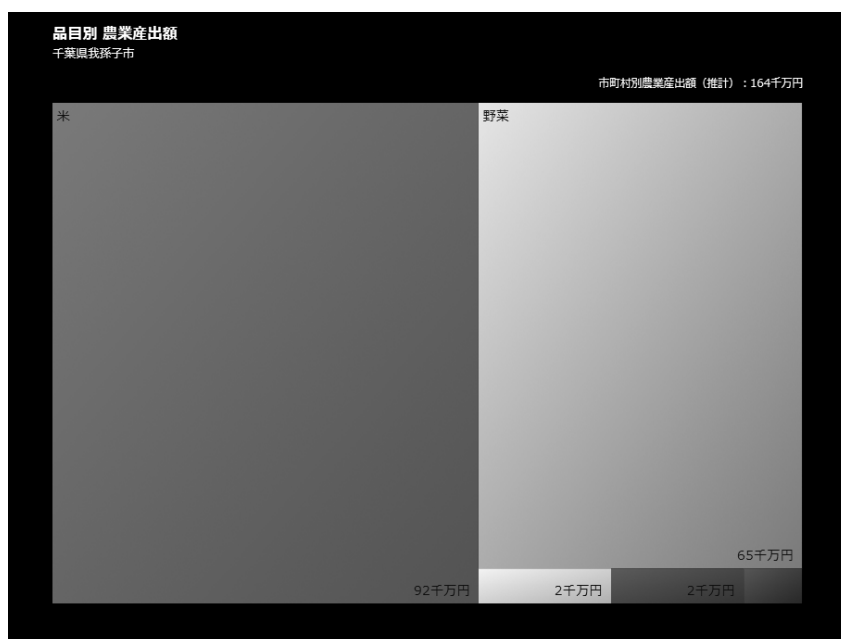 品目別 農業産出額
千葉県我孫子市
市町村別農業産出額（推計）：164千万円
米
野菜
65千万円
92千万円
2千万円
2千万円